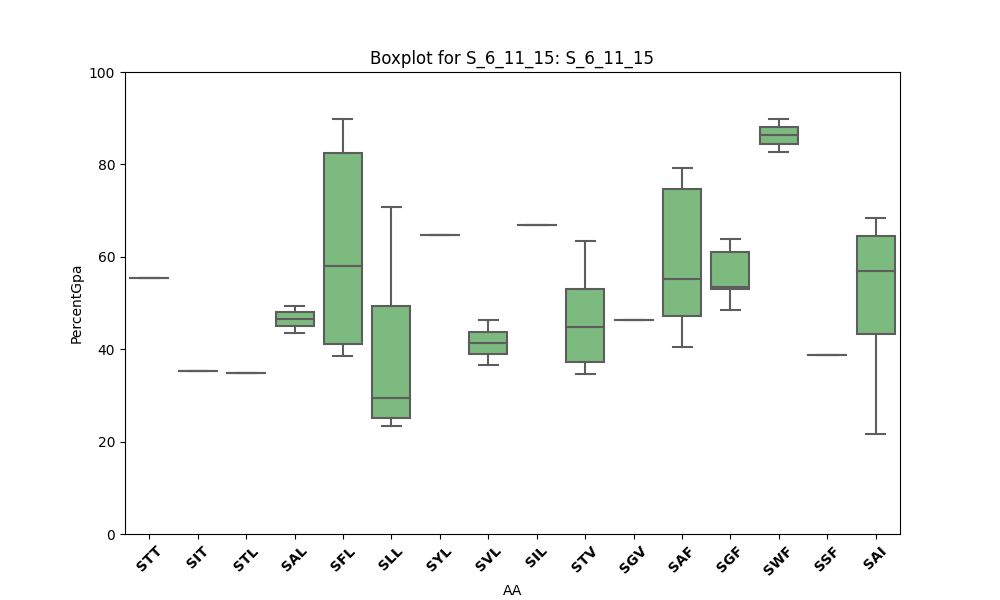 Boxplot for S_6_11_15: S_6_11_15
100
80
60
40
20
0
PercentGpa
STT SIT STL SAL SFL SLL SYL SVL SIL STV SGV SAF SGF SWF SSF SAI
AA